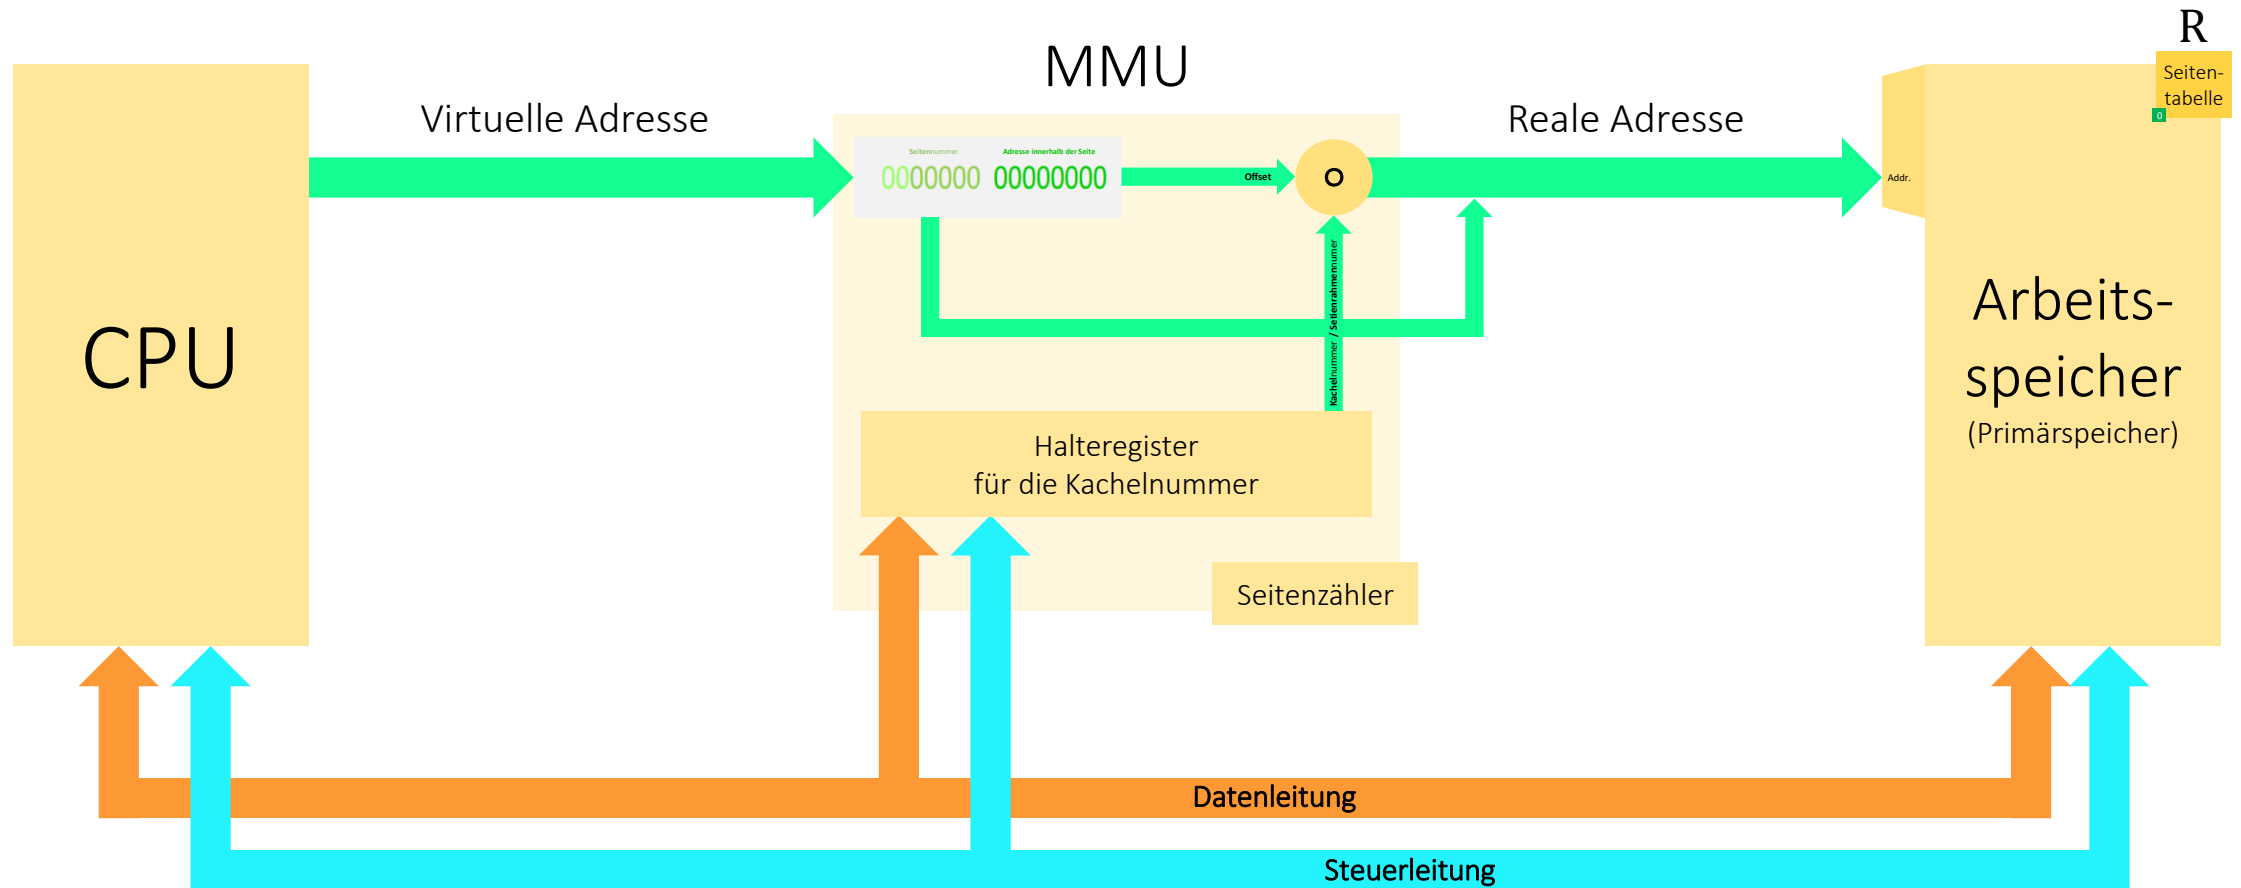 R
MMU
Seiten-
tabelle
0
Virtuelle Adresse
Reale Adresse
Seitennummer Adresse innerhalb der Seite
0000000 00000000
Offset
O
Addr.
CPU
Kachelnummer / Setienrahmennumer
Arbeits-
speicher
(Primärspeicher)
Halteregister
für die Kachelnummer
Seitenzähler
Datenleitung
Steuerleitung